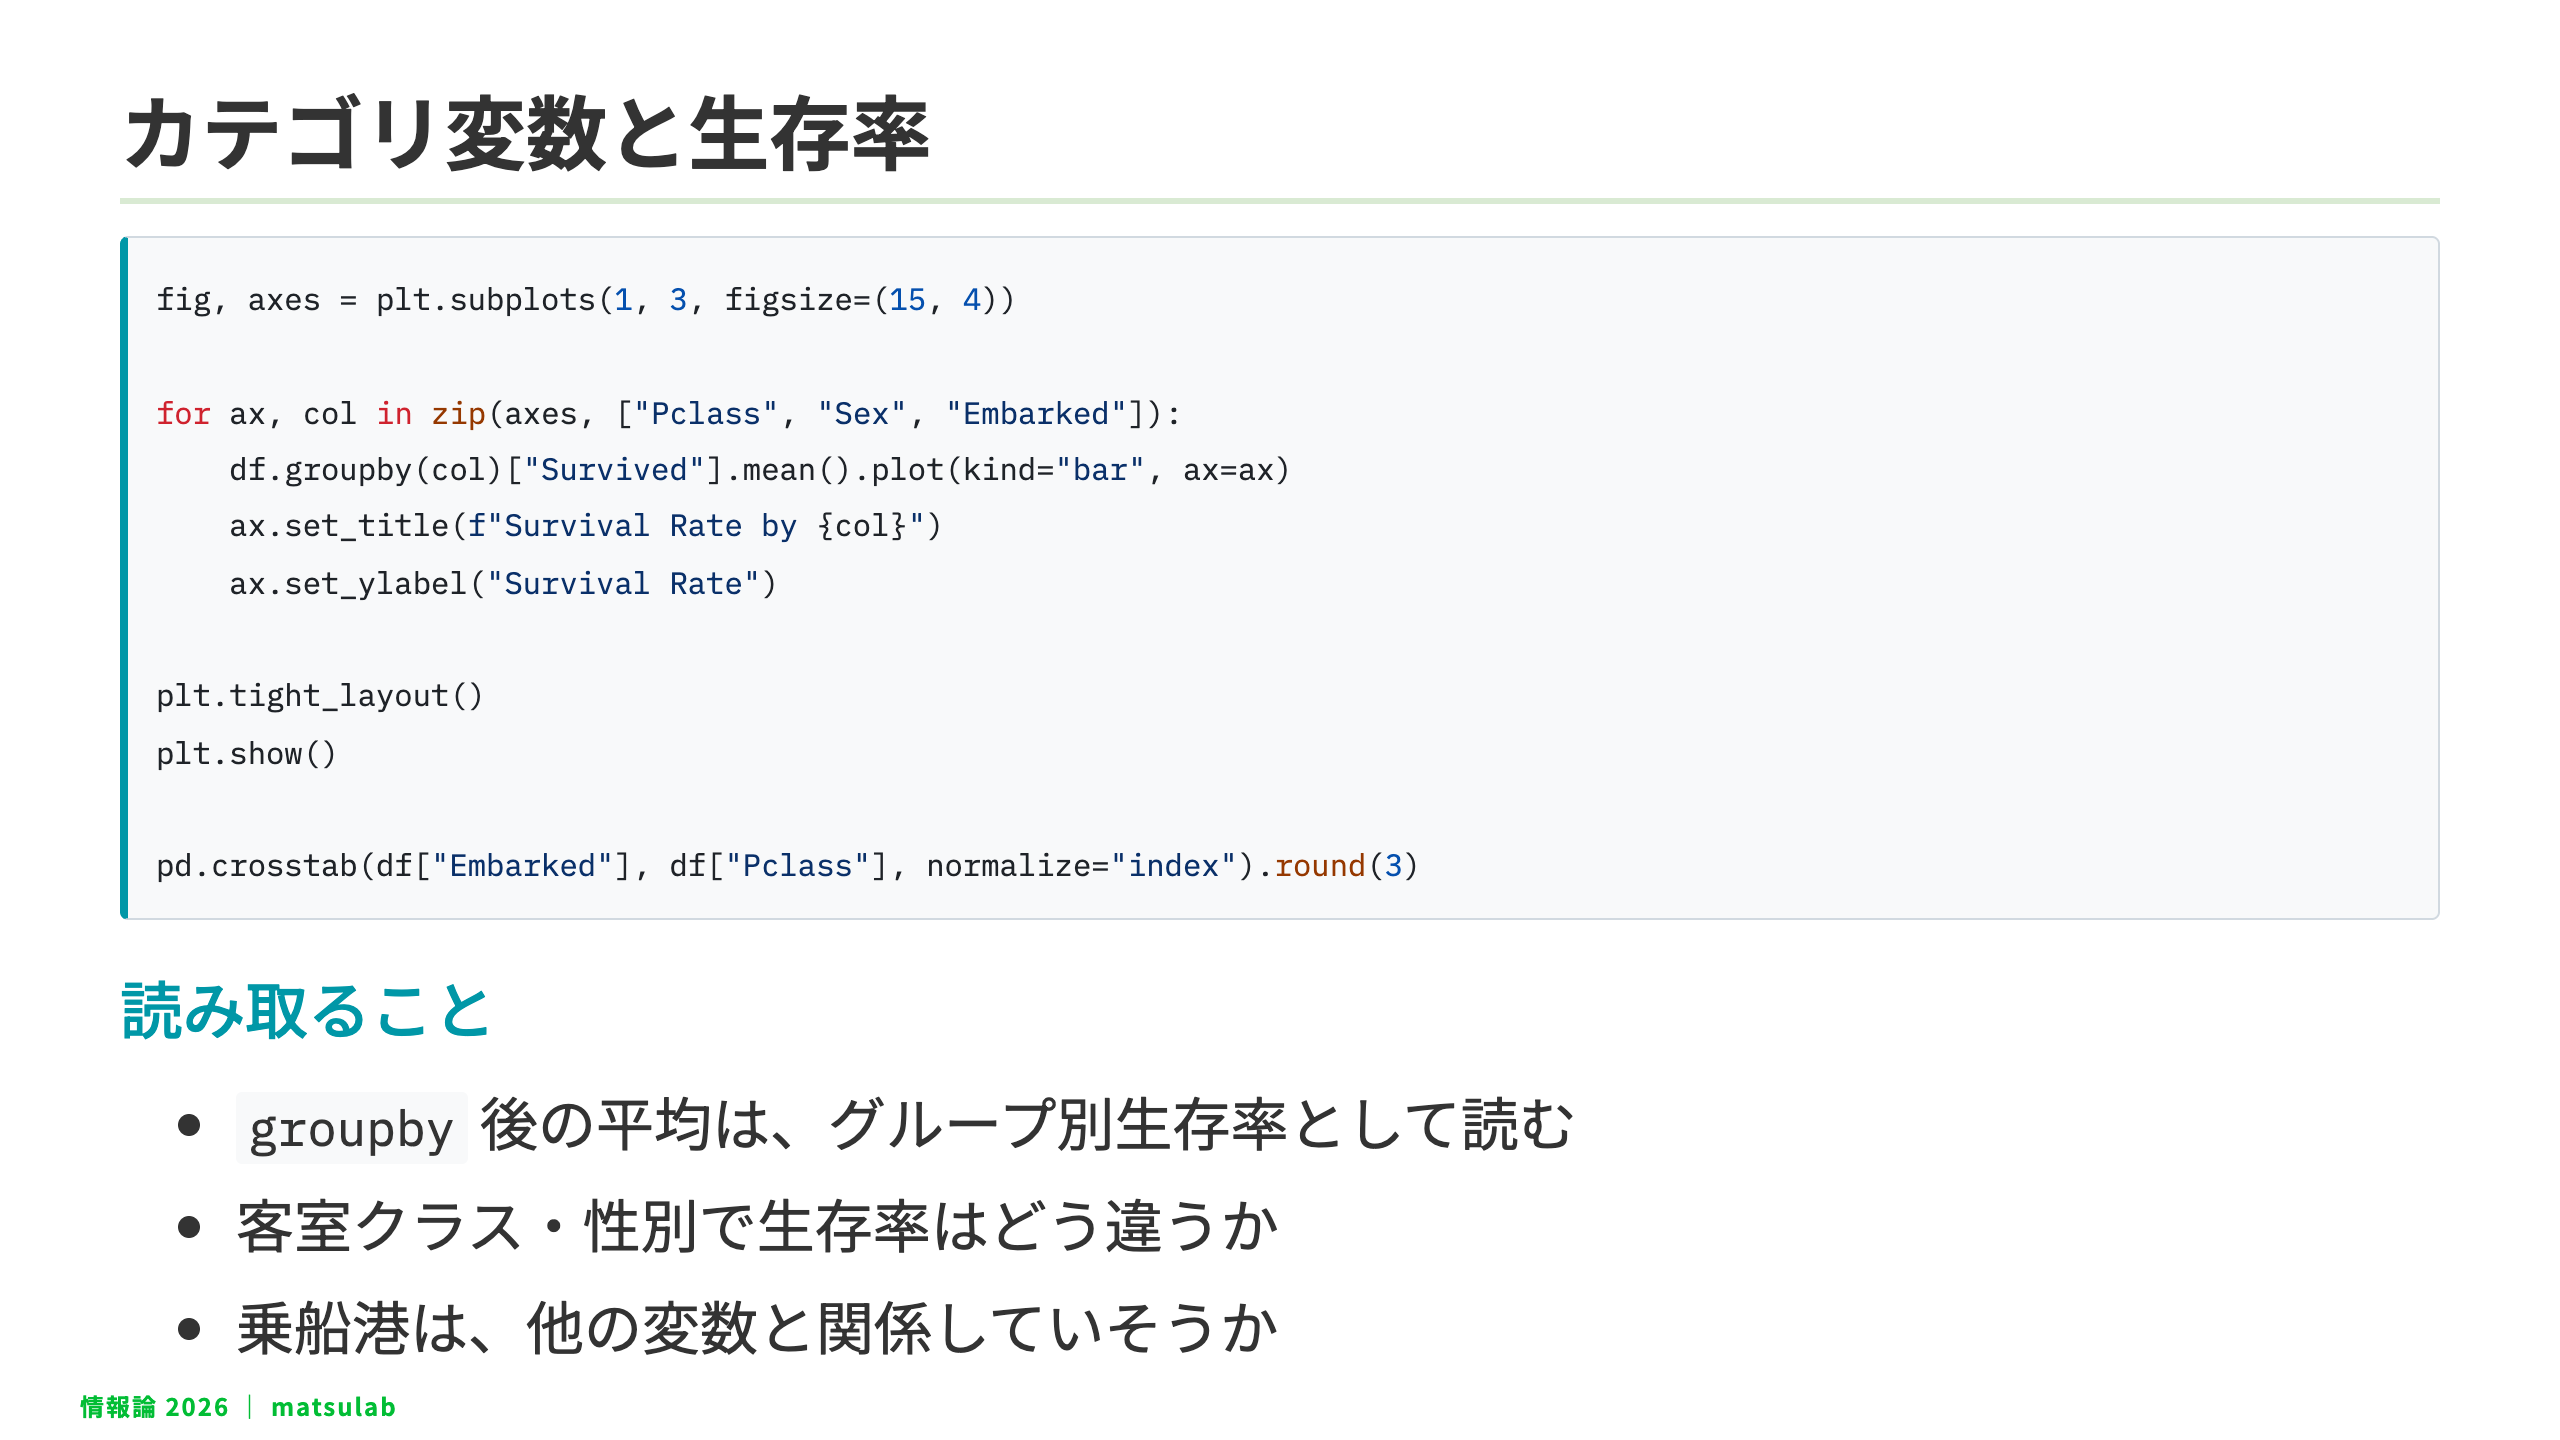 カテゴリ変数と生存率
fig, axes = plt.subplots(1, 3, figsize=(15, 4))
for ax, col in zip(axes, ["Pclass", "Sex", "Embarked"]):
    df.groupby(col)["Survived"].mean().plot(kind="bar", ax=ax)
    ax.set_title(f"Survival Rate by {col}")
    ax.set_ylabel("Survival Rate")
plt.tight_layout()
plt.show()
pd.crosstab(df["Embarked"], df["Pclass"], normalize="index").round(3)
読み取ること
• groupby 後の平均は、グループ別生存率として読む
• 客室クラス・性別で生存率はどう違うか
• 乗船港は、他の変数と関係していそうか
情報論 2026 ｜ matsulab